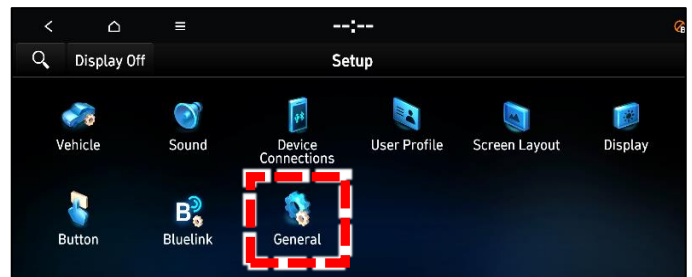 --:--
Display Off
Setup
Vehicle
Sound
Device
Connections
User Profile
Screen Layout
Display
Button
B
Bluelink
General